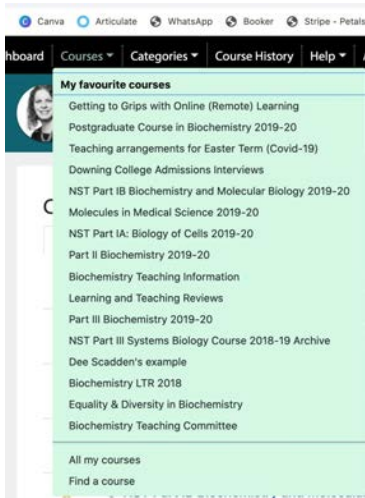 Canva Articulate WhatsApp Booker Stripe - Petals
hboard Courses Categories Course History Help
My favourite courses
Getting to Grips with Online (Remote) Learning
Postgraduate Course in Biochemistry 2019-20
Teaching arrangements for Easter Term (Covid-19)
Downing College Admissions Interviews
NST Part IB Biochemistry and Molecular Biology 2019-20
Molecules in Medical Science 2019-20
NST Part IA: Biology of Cells 2019-20
Part II Biochemistry 2019-20
Biochemistry Teaching Information
Learning and Teaching Reviews
Part III Biochemistry 2019-20
NST Part III Systems Biology Course 2018-19 Archive
Dee Scadden's example
Biochemistry LTR 2018
Equality & Diversity in Biochemistry
Biochemistry Teaching Committee
All my courses
Find a course